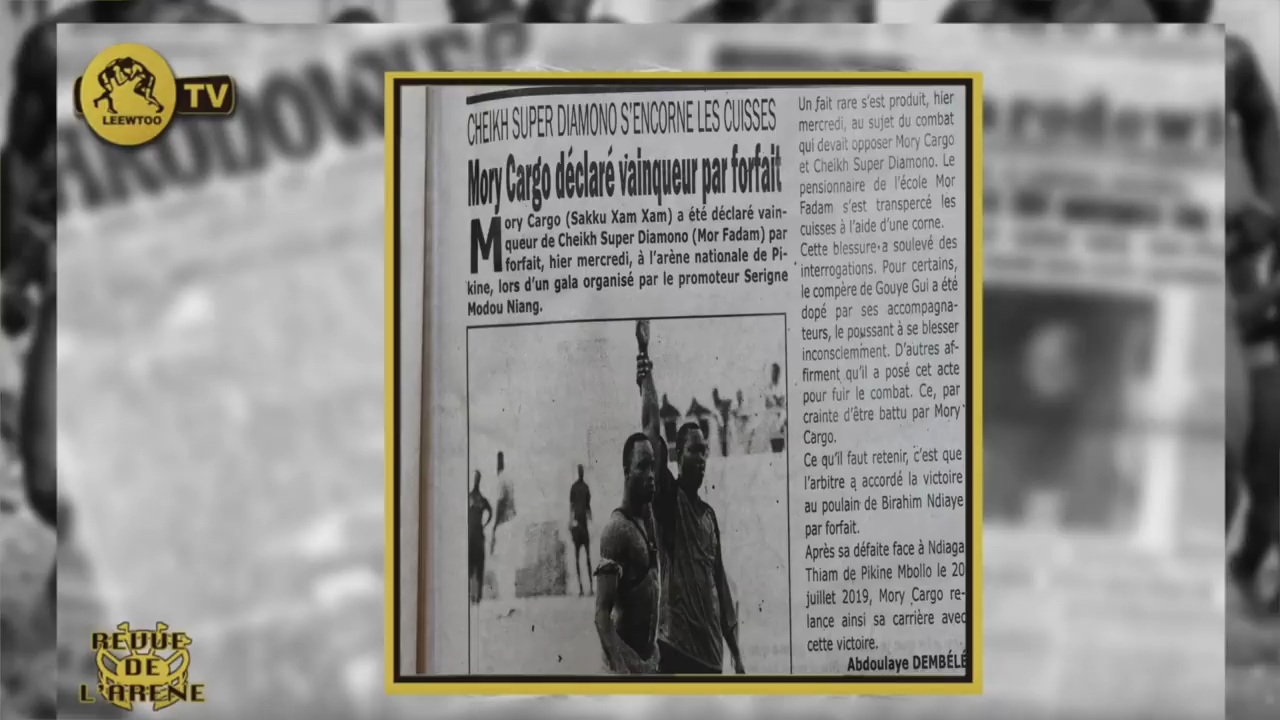 LEEWTOO
TV
CHEIKH SUPER DIAMONO S'ENCORNE LES CUISSES
Mory Cargo déclaré vainqueur par forfait
Mory Cargo (Sakku Xam Xam) a été déclaré vain-
queur de Cheikh Super Diamono (Mor Fadam) par
forfait, hier mercredi, à l'arène nationale de Pi-
kine, lors d'un gala organisé par le promoteur Serigne
Modou Niang.
Un fait rare s'est produit, hier
mercredi, au sujet du combat
qui devait opposer Mory Cargo
et Cheikh Super Diamono. Le
pensionnaire de l'école Mor
Fadam s'est transpercé les
cuisses à l'aide d'une corne.
Cette blessure a soulevé des
interrogations. Pour certains,
le compère de Gouye Gui a été
dopé par ses accompagna-
teurs, le poussant à se blesser
inconsciemment. D'autres af-
firment qu'il a posé cet acte
pour fuir le combat. Ce, par
crainte d'être battu par Mory
Cargo.
Ce qu'il faut retenir, c'est que
l'arbitre a accordé la victoire
au poulain de Birahim Ndiaye
par forfait.
Après sa défaite face à Ndiaga
Thiam de Pikine Mbollo le 20
juillet 2019, Mory Cargo re-
lance ainsi sa carrière avec
cette victoire.
Abdoulaye DEMBÉLÉ
REVUE
DE
L'ARENE